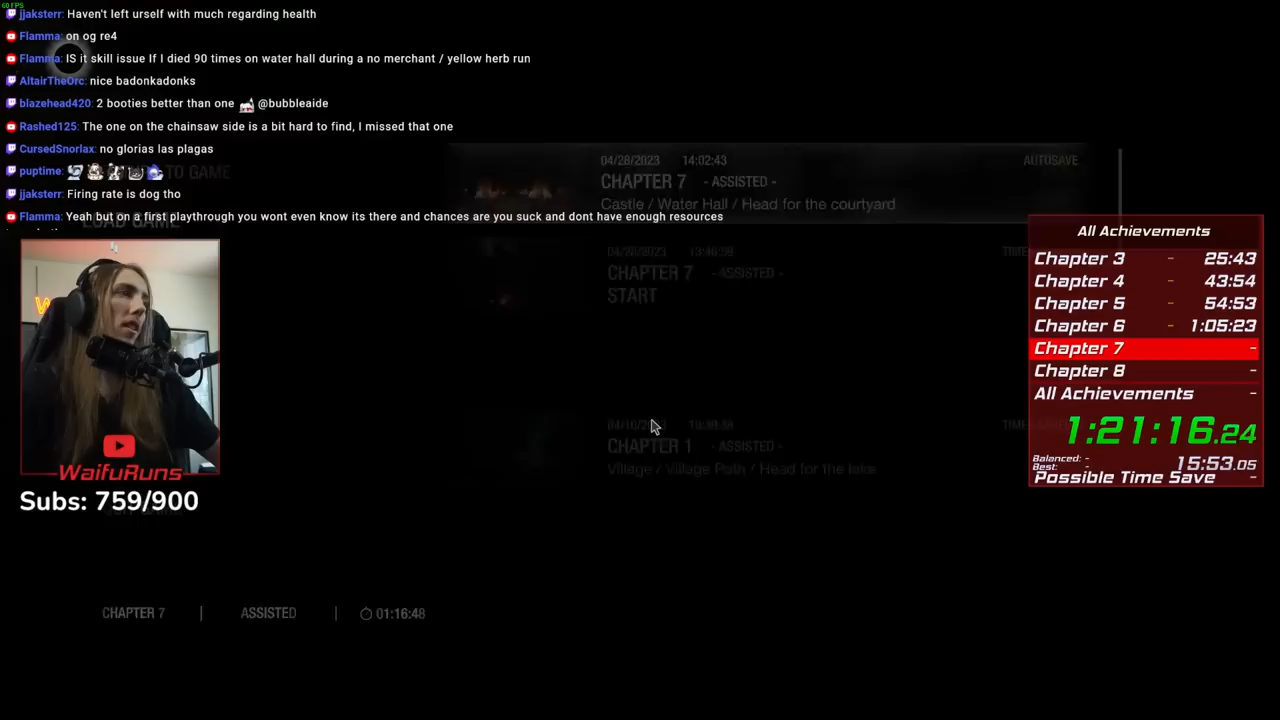 60 FPS
jjaksterr: Haven't left urself with much regarding health
Flamma: on og re4
Flamma: IS it skill issue If I died 90 times on water hall during a no merchant / yellow herb run
AltairTheOrc: nice badonkadonks
blazehead420: 2 booties better than one @bubbleaide
Rashed125: The one on the chainsaw side is a bit hard to find, I missed that one
CursedSnorlax: no glorias las plagas
puptime:
TO GAME
jjaksterr: Firing rate is dog tho
Flamma: Yeah but on a first playthrough you wont even know its there and chances are you suck and dont have enough resources
LOAD GAME
04/28/2023 14:02:43 AUTOSAVE
CHAPTER 7 - ASSISTED -
Castle / Water Hall / Head for the courtyard
CHAPTER 7 - ASSISTED -
START
CHAPTER 1 - ASSISTED -
Village / Village Path / Head for the lake
All Achievements
Chapter 3 - 25:43
Chapter 4 - 43:54
Chapter 5 - 54:53
Chapter 6 - 1:05:23
Chapter 7 -
Chapter 8 -
All Achievements -
1:21:16.24
Balanced: -
Best: - 15:53.05
Possible Time Save -
WaifuRuns
Subs: 759/900
CHAPTER 7 | ASSISTED | 01:16:48